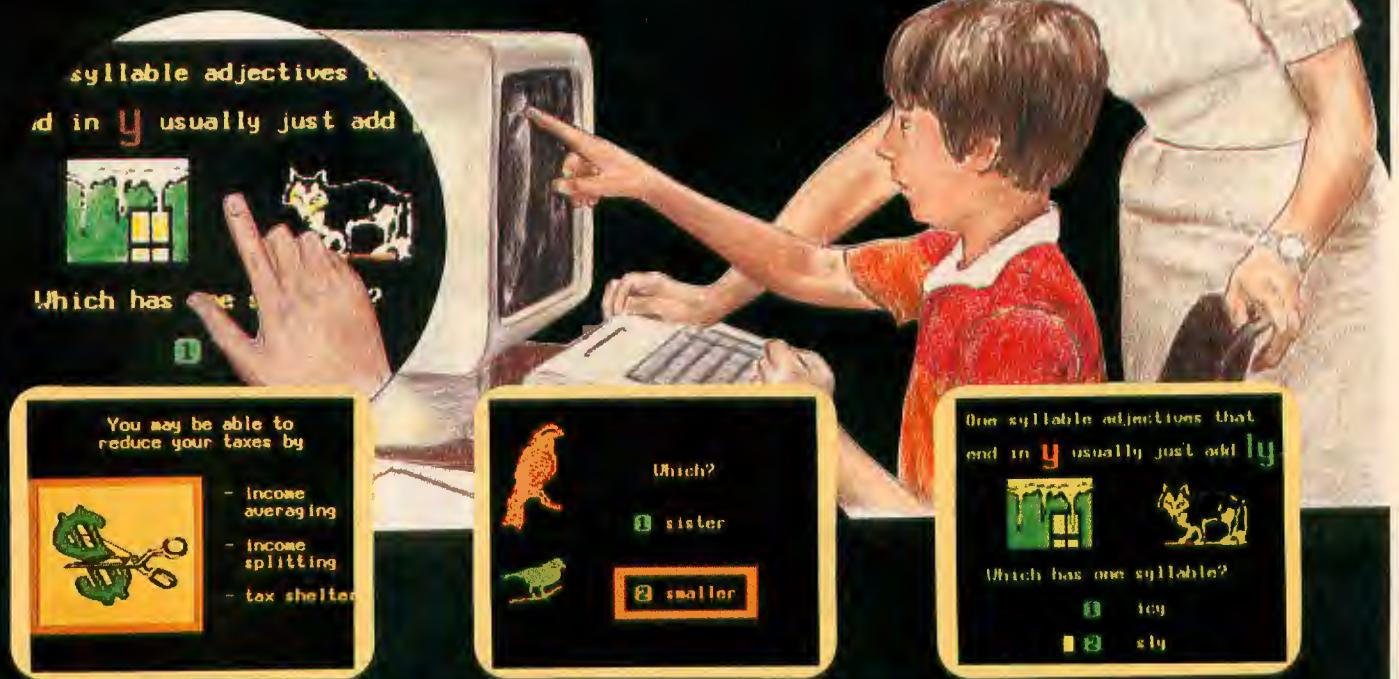 syllable adjectives t
d in y usually just add
Which has ?
1
You may be able to
reduce your taxes by
- income
averaging
- income
splitting
- tax shelter
Which?
1 sister
2 smaller
One syllable adjectives that
end in y usually just add ly.
Which has one syllable?
1 icy
2 sly